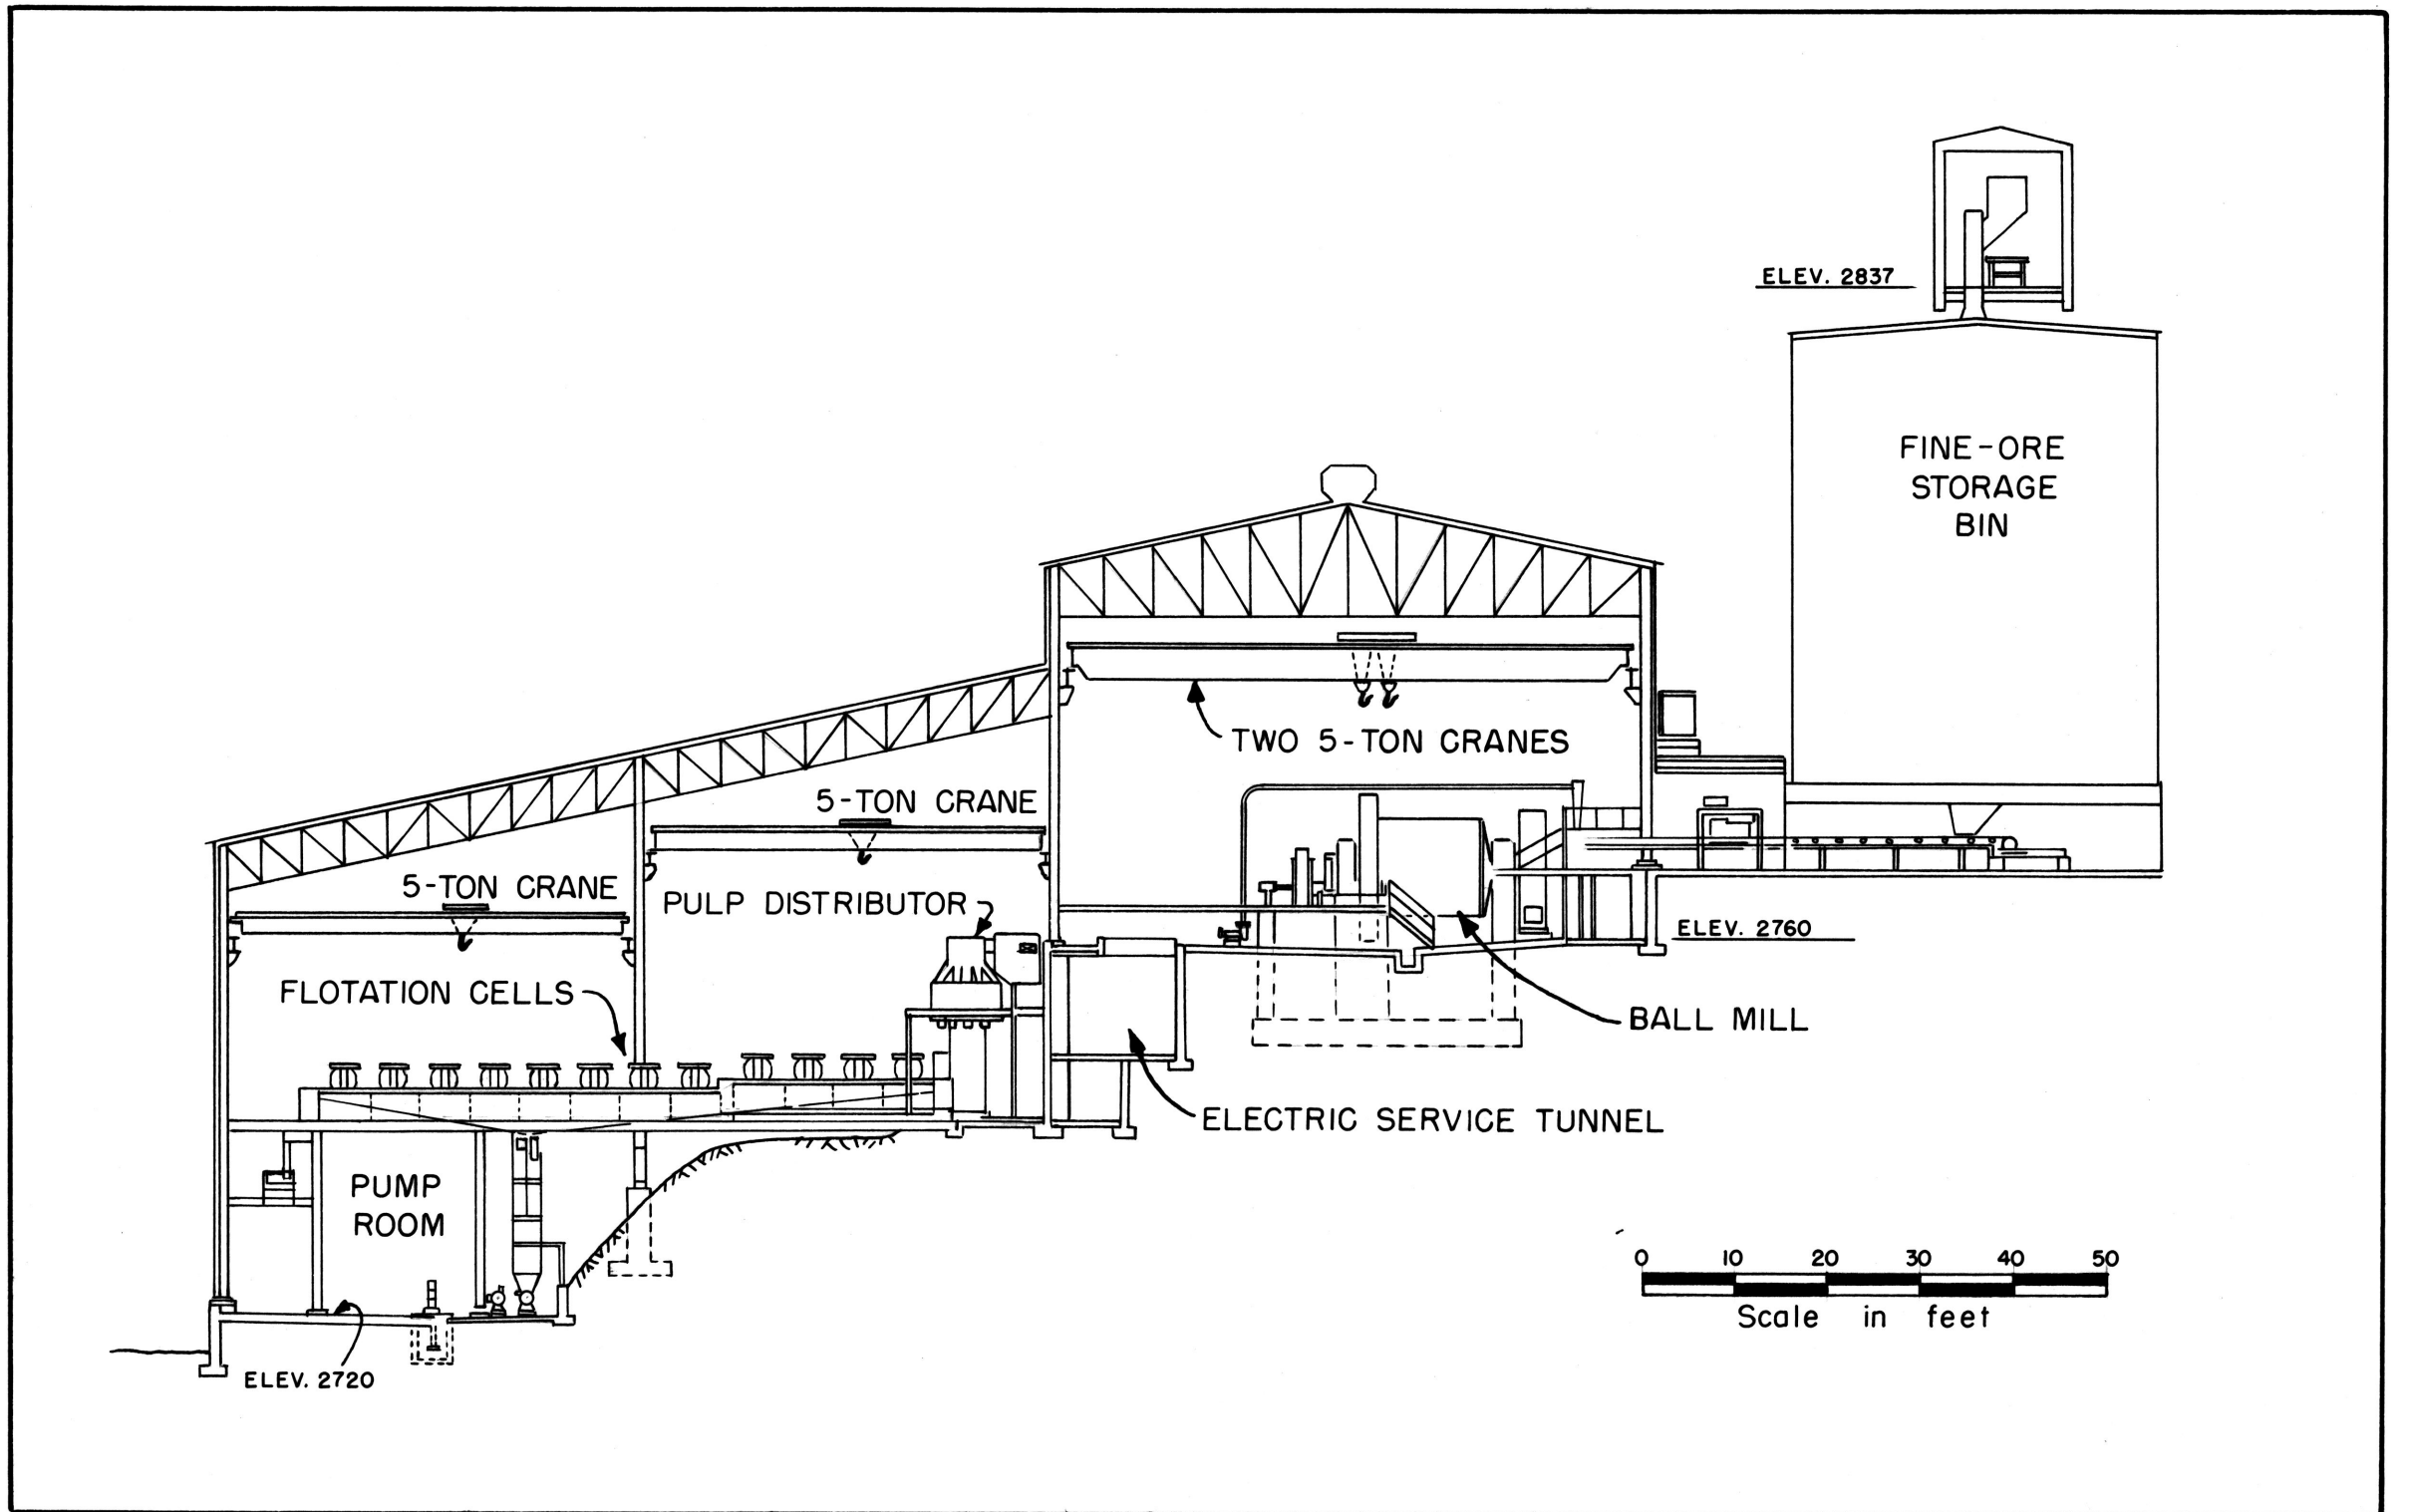 ELEV. 2837
FINE-ORE
STORAGE
BIN
TWO 5-TON CRANES
5-TON CRANE
5-TON CRANE
PULP DISTRIBUTOR
ELEV. 2760
FLOTATION CELLS
BALL MILL
ELECTRIC SERVICE TUNNEL
PUMP
ROOM
0 10 20 30 40 50
Scale in feet
ELEV. 2720